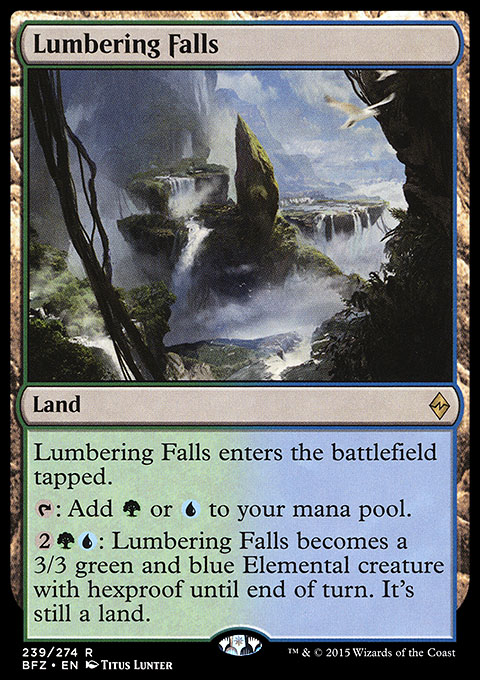 Lumbering Falls
Land
Lumbering Falls enters the battlefield
tapped.
: Add or to your mana pool.
2 : Lumbering Falls becomes a
3/3 green and blue Elemental creature
with hexproof until end of turn. It's
still a land.
239/274 R
BFZ • EN Titus Lunter
™ & © 2015 Wizards of the Coast